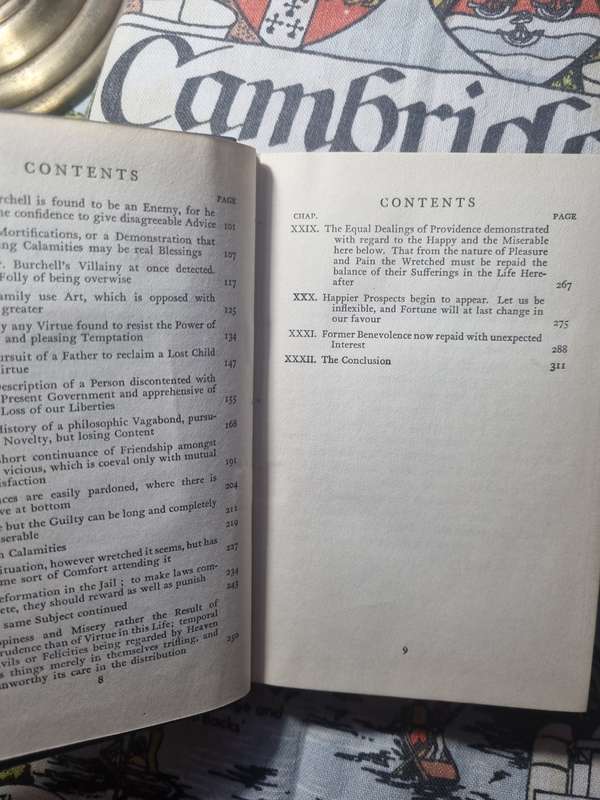 Cambridge
CONTENTS
PAGE
rchell is found to be an Enemy, for he
ne confidence to give disagreeable Advice 101
Mortifications, or a Demonstration that
ng Calamities may be real Blessings 107
r. Burchell's Villainy at once detected.
Folly of being overwise 117
amily use Art, which is opposed with
greater 125
y any Virtue found to resist the Power of
and pleasing Temptation 134
ursuit of a Father to reclaim a Lost Child
irtue 147
Description of a Person discontented with
Present Government and apprehensive of
Loss of our Liberties 155
History of a philosophic Vagabond, pursu-
Novelty, but losing Content 168
hort continuance of Friendship amongst
vicious, which is coeval only with mutual
isfaction 191
nces are easily pardoned, where there is
ve at bottom 204
e but the Guilty can be long and completely 211
serable 219
n Calamities
ituation, however wretched it seems, but has 227
me sort of Comfort attending it
eformation in the Jail ; to make laws com- 234
ete, they should reward as well as punish 243
same Subject continued
ppiness and Misery rather the Result of
rudence than of Virtue in this Life; temporal
vils or Felicities being regarded by Heaven
s things merely in themselves trifling, and
nworthy its care in the distribution 250
8
CONTENTS
CHAP. PAGE
XXIX. The Equal Dealings of Providence demonstrated
with regard to the Happy and the Miserable
here below. That from the nature of Pleasure
and Pain the Wretched must be repaid the
balance of their Sufferings in the Life Here-
after 267
XXX. Happier Prospects begin to appear. Let us be
inflexible, and Fortune will at last change in
our favour 275
XXXI. Former Benevolence now repaid with unexpected
Interest 288
XXXII. The Conclusion 311
9
and
Backs'